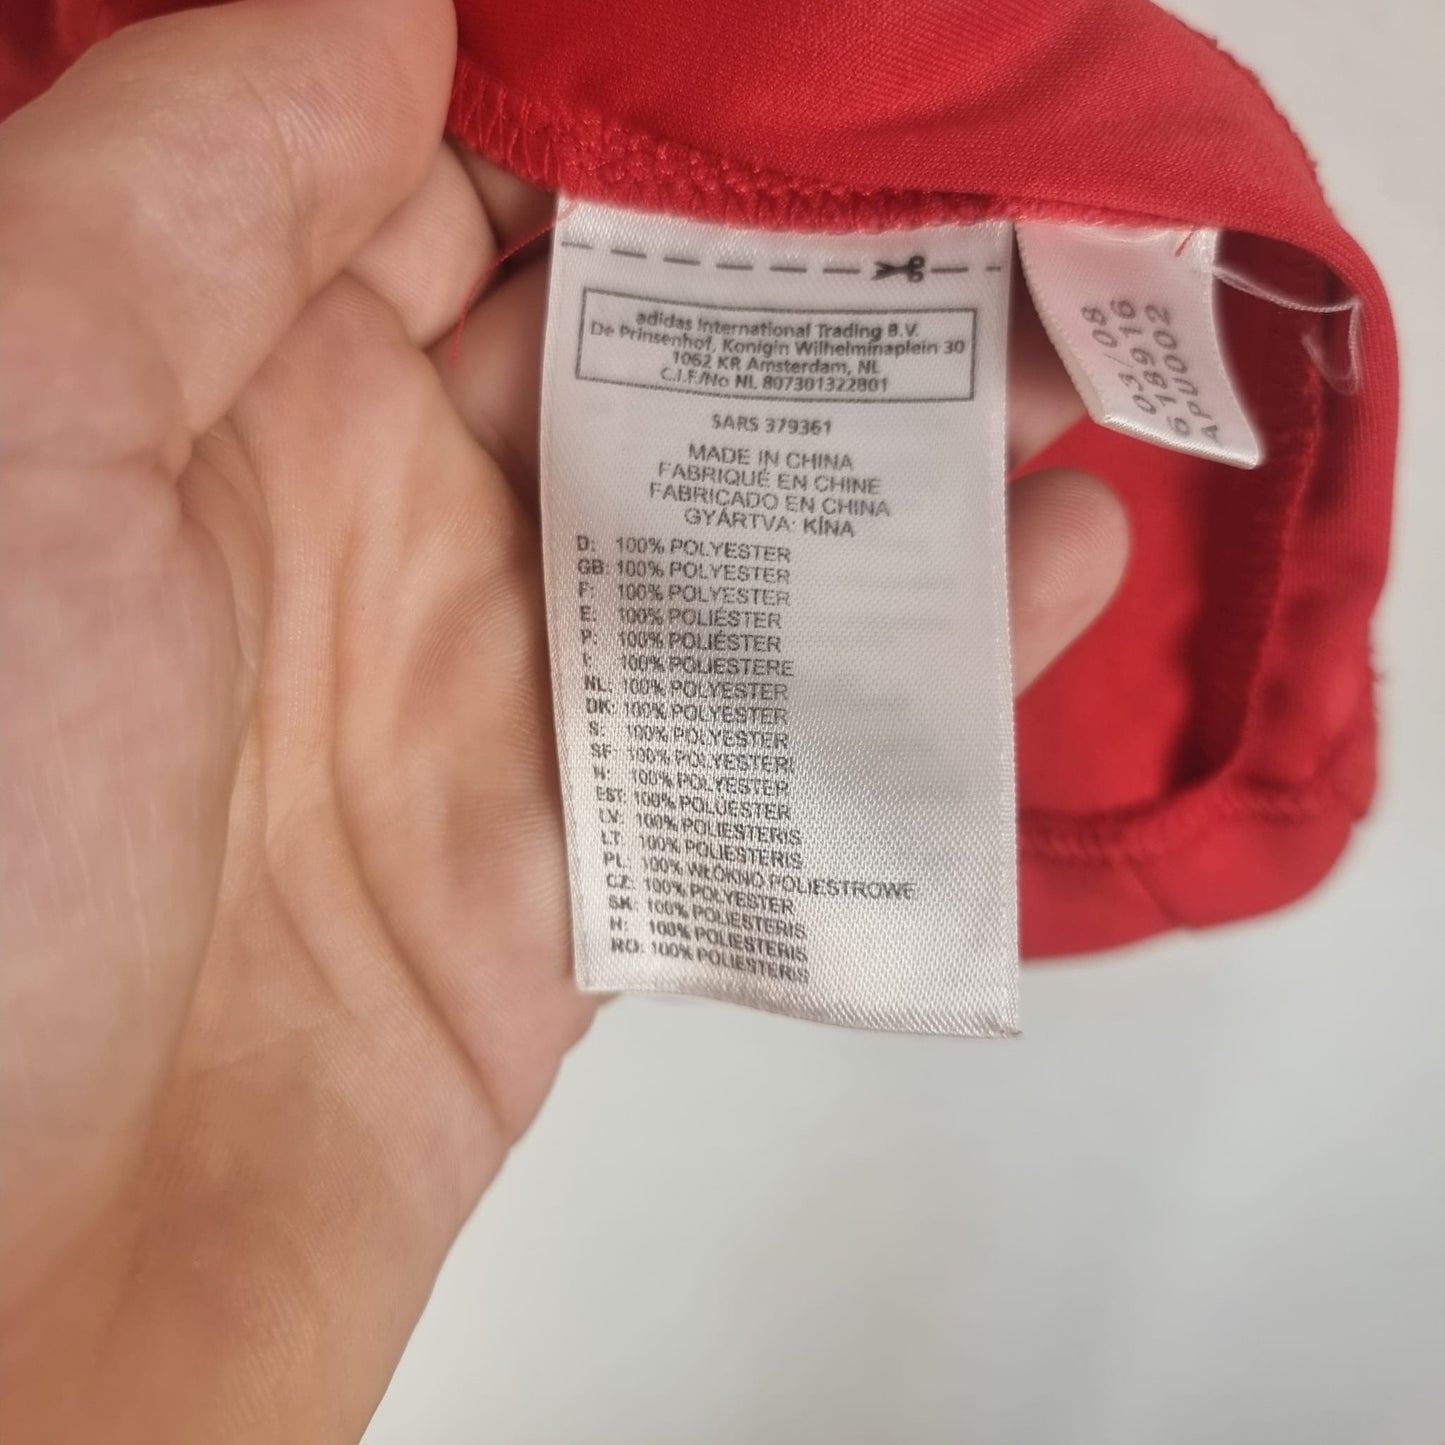 adidas International Trading B.V.
De Prinsenhof, Konigin Wilhelminaplein 30
1062 KR Amsterdam, NL
C.I.F./No NL 807301322B01
SARS 379361
MADE IN CHINA
FABRIQUÉ EN CHINE
FABRICADO EN CHINA
GYÁRTVA: KÍNA
D: 100% POLYESTER
GB: 100% POLYESTER
F: 100% POLYESTER
E: 100% POLIÉSTER
P: 100% POLIÉSTER
I: 100% POLIESTERE
NL: 100% POLYESTER
DK: 100% POLYESTER
S: 100% POLYESTER
SF: 100% POLYESTERI
N: 100% POLYESTER
EST: 100% POLÜESTER
LV: 100% POLIESTERIS
LT: 100% POLIESTERIS
PL: 100% WŁÓKNO POLIESTROWE
CZ: 100% POLYESTER
SK: 100% POLIESTERIS
H: 100% POLIESTERIS
RO: 100% POLIESTERIS
03/08
618916
APU002